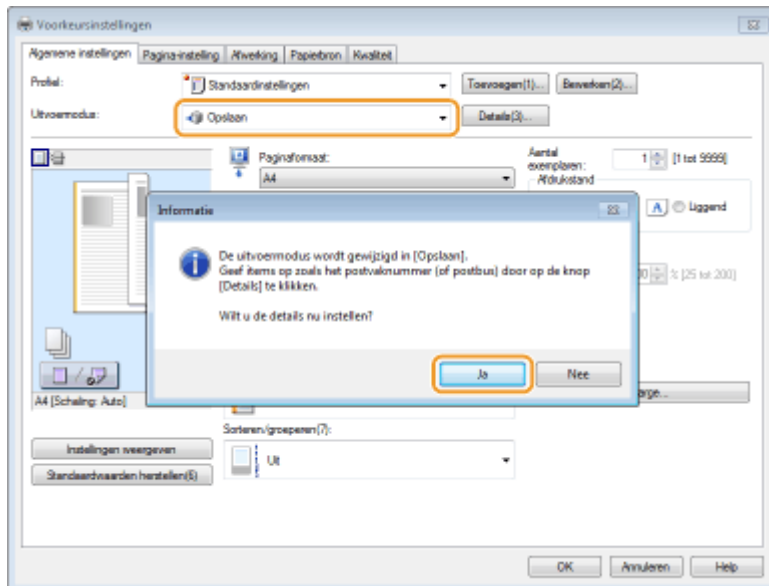 Voorkeursinstellingen
Algemene instellingen Pagina-instelling Afwerking Papierbron Kwaliteit
Profiel: Standaardinstellingen Toevoegen(1)... Bewerken(2)...
Uitvoermodus: Opslaan Details(3)...
Paginaformaat: Aantal exemplaren: 1 [1 tot 9999]
A4
Afdrukstand
A Liggend
Informatie
De uitvoermodus wordt gewijzigd in [Opslaan].
Geef items op zoals het postvaknummer (of postbus) door op de knop
[Details] te klikken.
% [25 tot 200]
Wilt u de details nu instellen?
Ja Nee
A4 [Schaling: Auto]
Sorteren/groeperen(7):
Instellingen weergeven
Uit
Standaardwaarden herstellen(6)
OK Annuleren Help